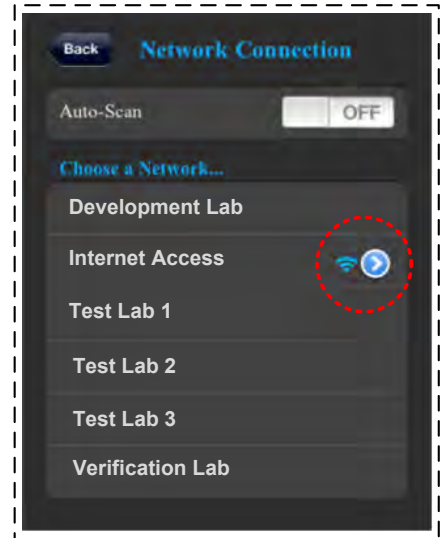 Back Network Connection
Auto-Scan OFF
Choose a Network...
Development Lab
Internet Access
Test Lab 1
Test Lab 2
Test Lab 3
Verification Lab